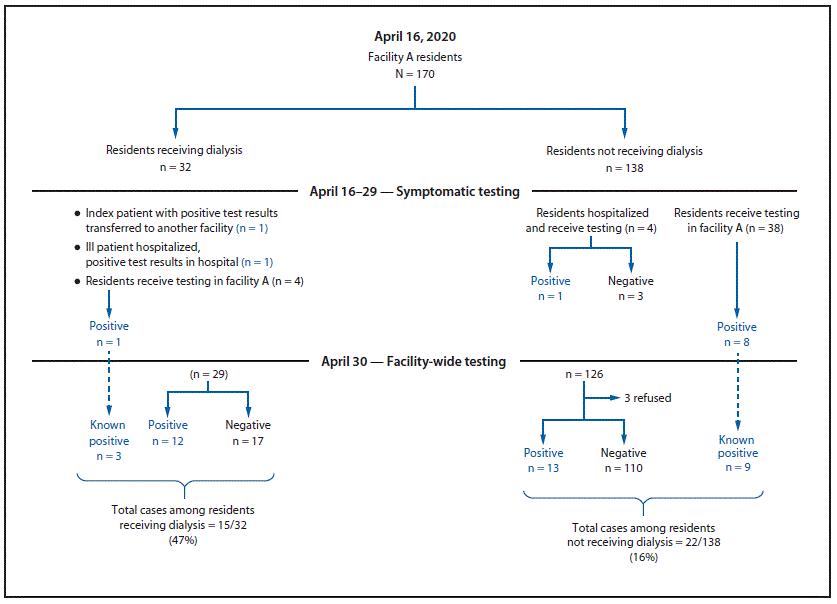 April 16, 2020
Facility A residents
N = 170
Residents receiving dialysis
n = 32
Residents not receiving dialysis
n = 138
April 16–29 — Symptomatic testing
• Index patient with positive test results
transferred to another facility (n = 1)
• Ill patient hospitalized,
positive test results in hospital (n = 1)
• Residents receive testing in facility A (n = 4)
Positive
n = 1
Residents hospitalized
and receive testing (n = 4)
Positive
n = 1
Negative
n = 3
Residents receive testing
in facility A (n = 38)
Positive
n = 8
April 30 — Facility-wide testing
(n = 29)
Known
positive
n = 3
Positive
n = 12
Negative
n = 17
n = 126
3 refused
Positive
n = 13
Negative
n = 110
Known
positive
n = 9
Total cases among residents
receiving dialysis = 15/32
(47%)
Total cases among residents
not receiving dialysis = 22/138
(16%)